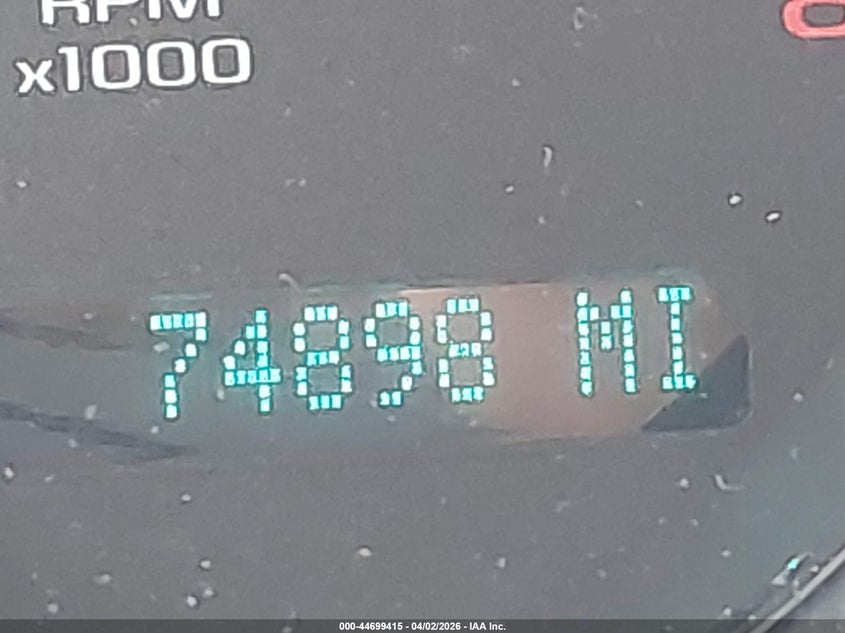 RPM
x1000
74898 MI
000-44699415 - 04/02/2026 - IAA Inc.